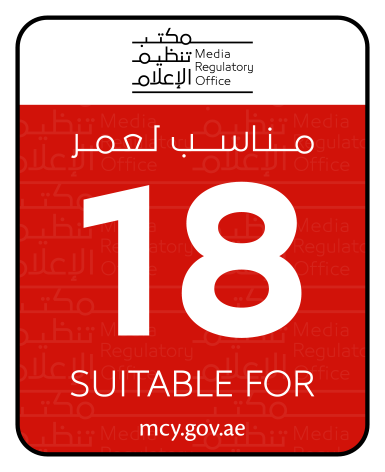 مكتب
تنظيم
الإعلام
Media
Regulatory
Office
مناسب لعمر
18
SUITABLE FOR
mcy.gov.ae